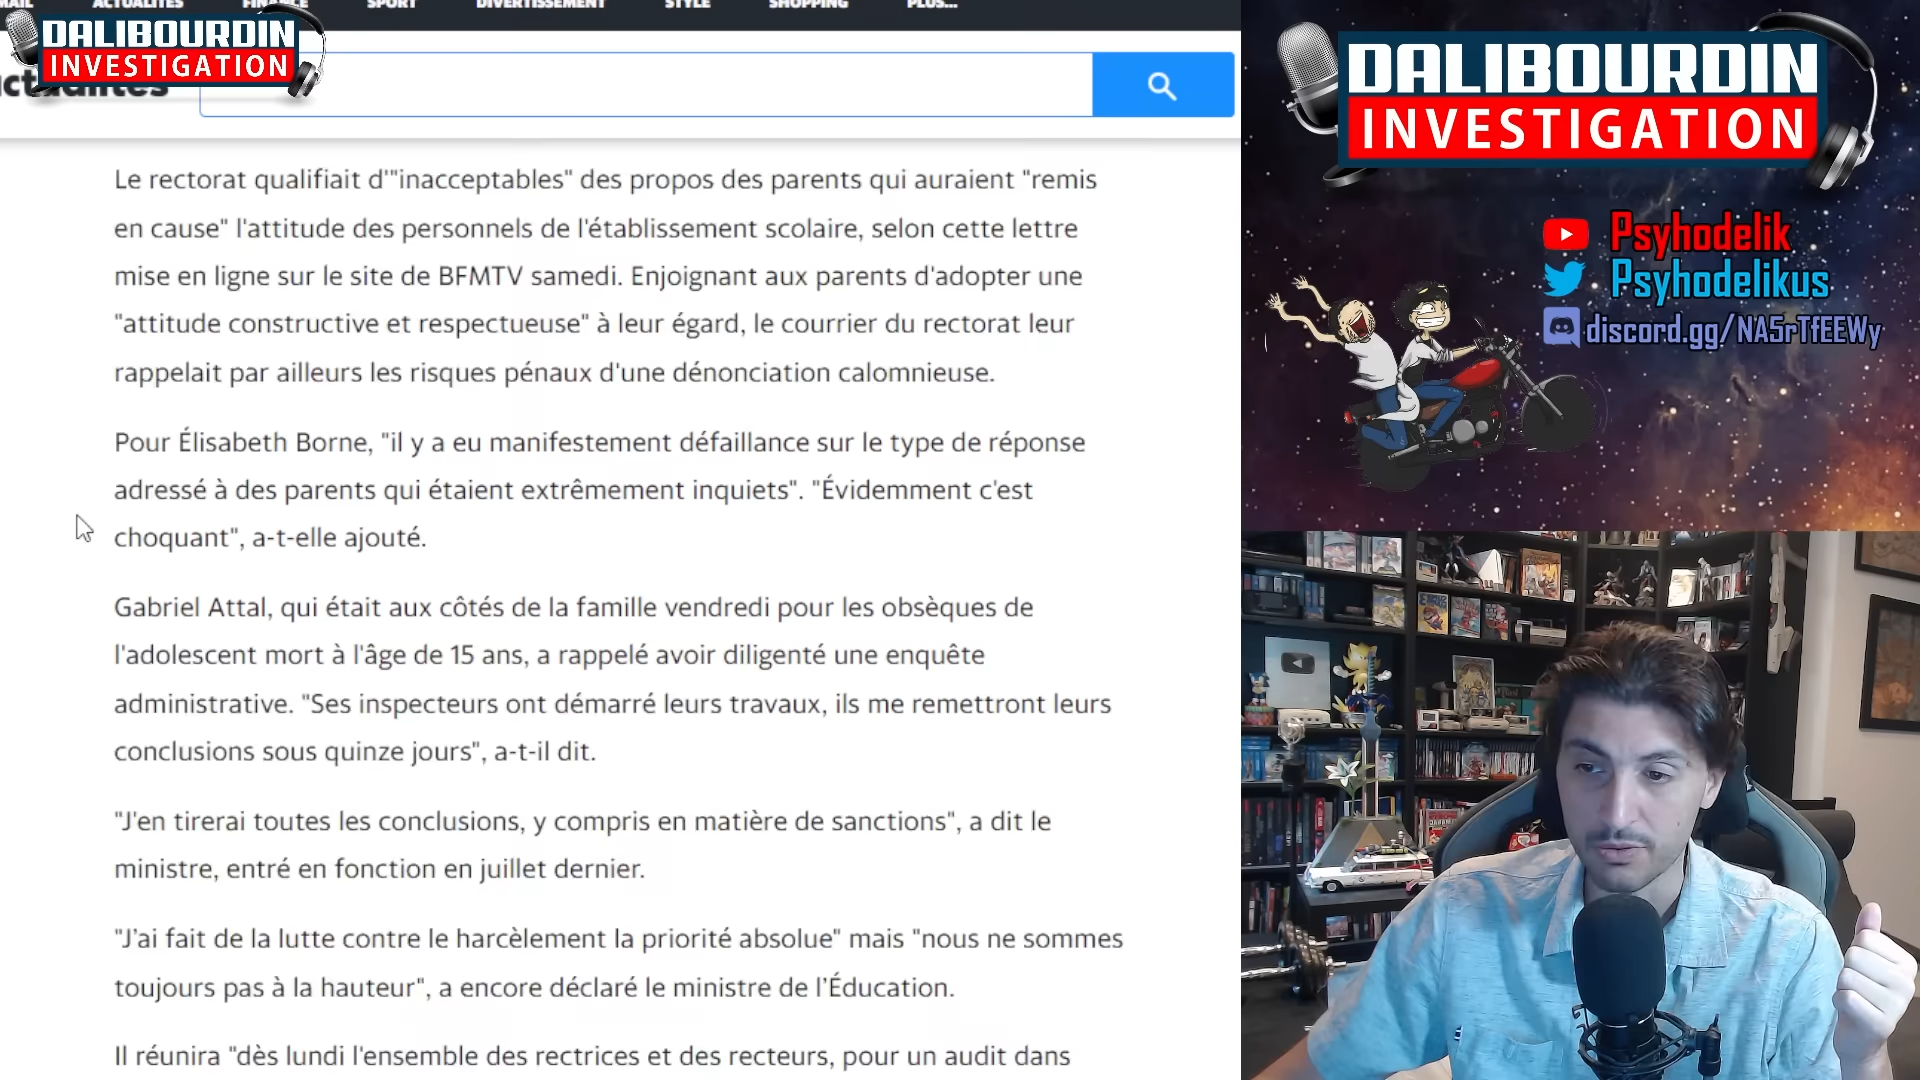 MAIL ACTUALITÉS FINANCE SPORT DIVERTISSEMENT STYLE SHOPPING PLUS...
DALIBOURDIN
INVESTIGATION
actualités
Le rectorat qualifiait d'"inacceptables" des propos des parents qui auraient "remis
en cause" l'attitude des personnels de l'établissement scolaire, selon cette lettre
mise en ligne sur le site de BFMTV samedi. Enjoignant aux parents d'adopter une
"attitude constructive et respectueuse" à leur égard, le courrier du rectorat leur
rappelait par ailleurs les risques pénaux d'une dénonciation calomnieuse.
Pour Élisabeth Borne, "il y a eu manifestement défaillance sur le type de réponse
adressé à des parents qui étaient extrêmement inquiets". "Évidemment c'est
choquant", a-t-elle ajouté.
Gabriel Attal, qui était aux côtés de la famille vendredi pour les obsèques de
l'adolescent mort à l'âge de 15 ans, a rappelé avoir diligenté une enquête
administrative. "Ses inspecteurs ont démarré leurs travaux, ils me remettront leurs
conclusions sous quinze jours", a-t-il dit.
"J'en tirerai toutes les conclusions, y compris en matière de sanctions", a dit le
ministre, entré en fonction en juillet dernier.
"J'ai fait de la lutte contre le harcèlement la priorité absolue" mais "nous ne sommes
toujours pas à la hauteur", a encore déclaré le ministre de l'Éducation.
Il réunira "dès lundi l'ensemble des rectrices et des recteurs, pour un audit dans
DALIBOURDIN
INVESTIGATION
Psyhodelik
Psyhodelikus
discord.gg/NA5rTfEEWy